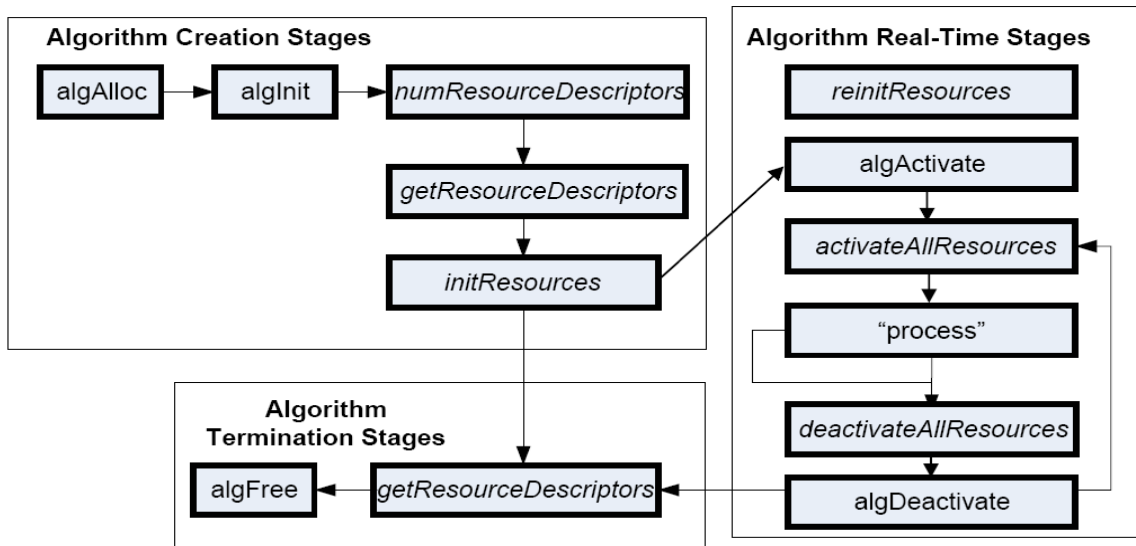 Algorithm Creation Stages
algAlloc
algInit
numResourceDescriptors
getResourceDescriptors
initResources
Algorithm Real-Time Stages
reinitResources
algActivate
activateAllResources
“process”
deactivateAllResources
algDeactivate
Algorithm
Termination Stages
algFree
getResourceDescriptors